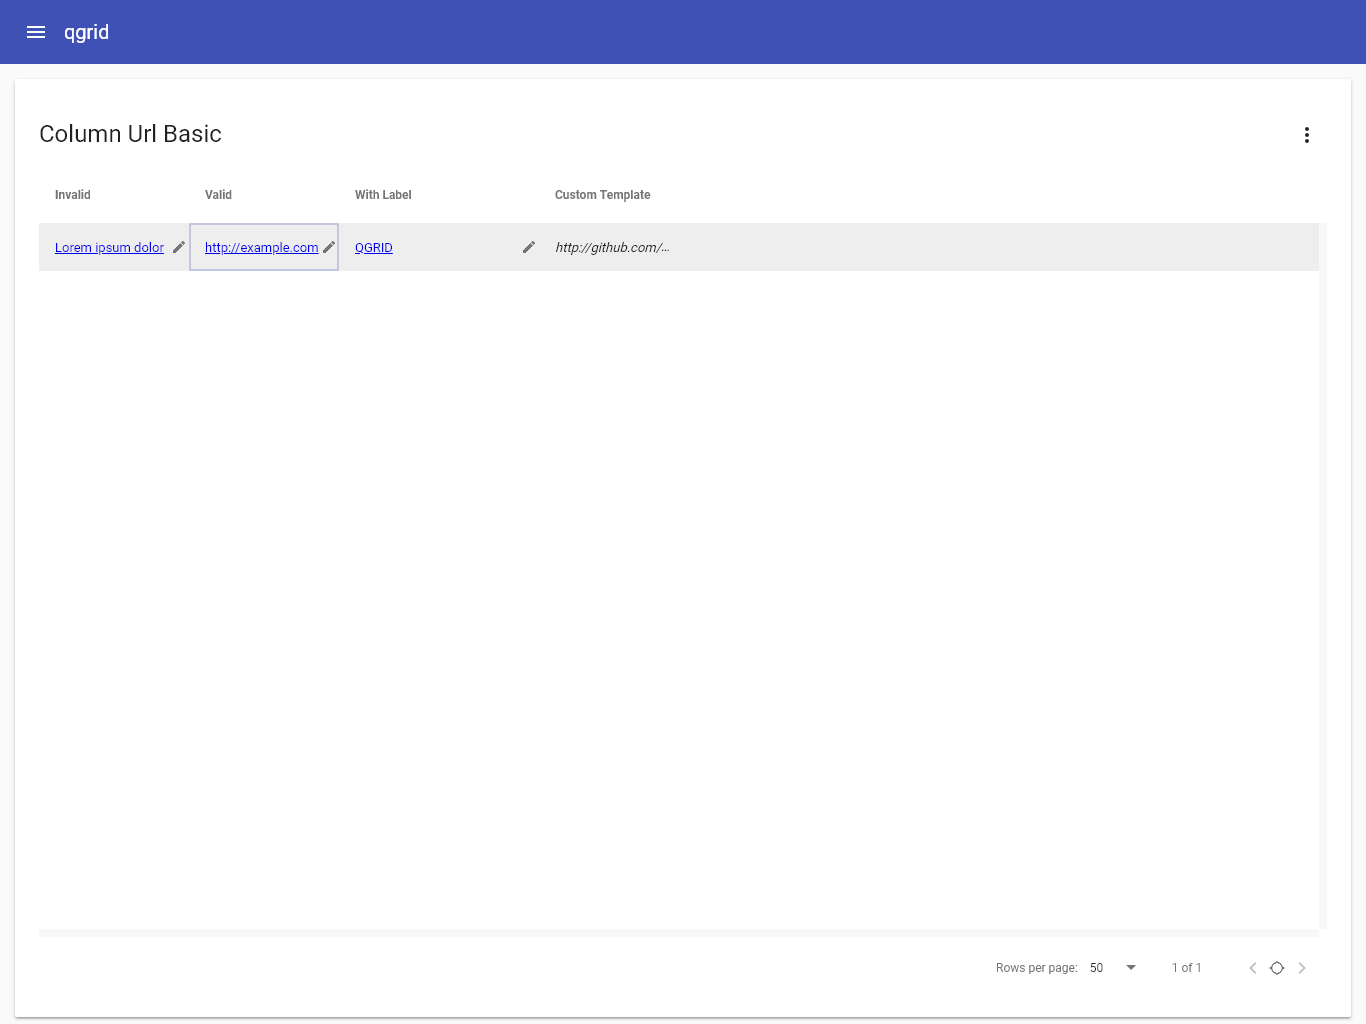 qgrid
Column Url Basic
Invalid Valid With Label Custom Template
Lorem ipsum dolor http://example.com QGRID http://github.com/...
Rows per page: 50 1 of 1